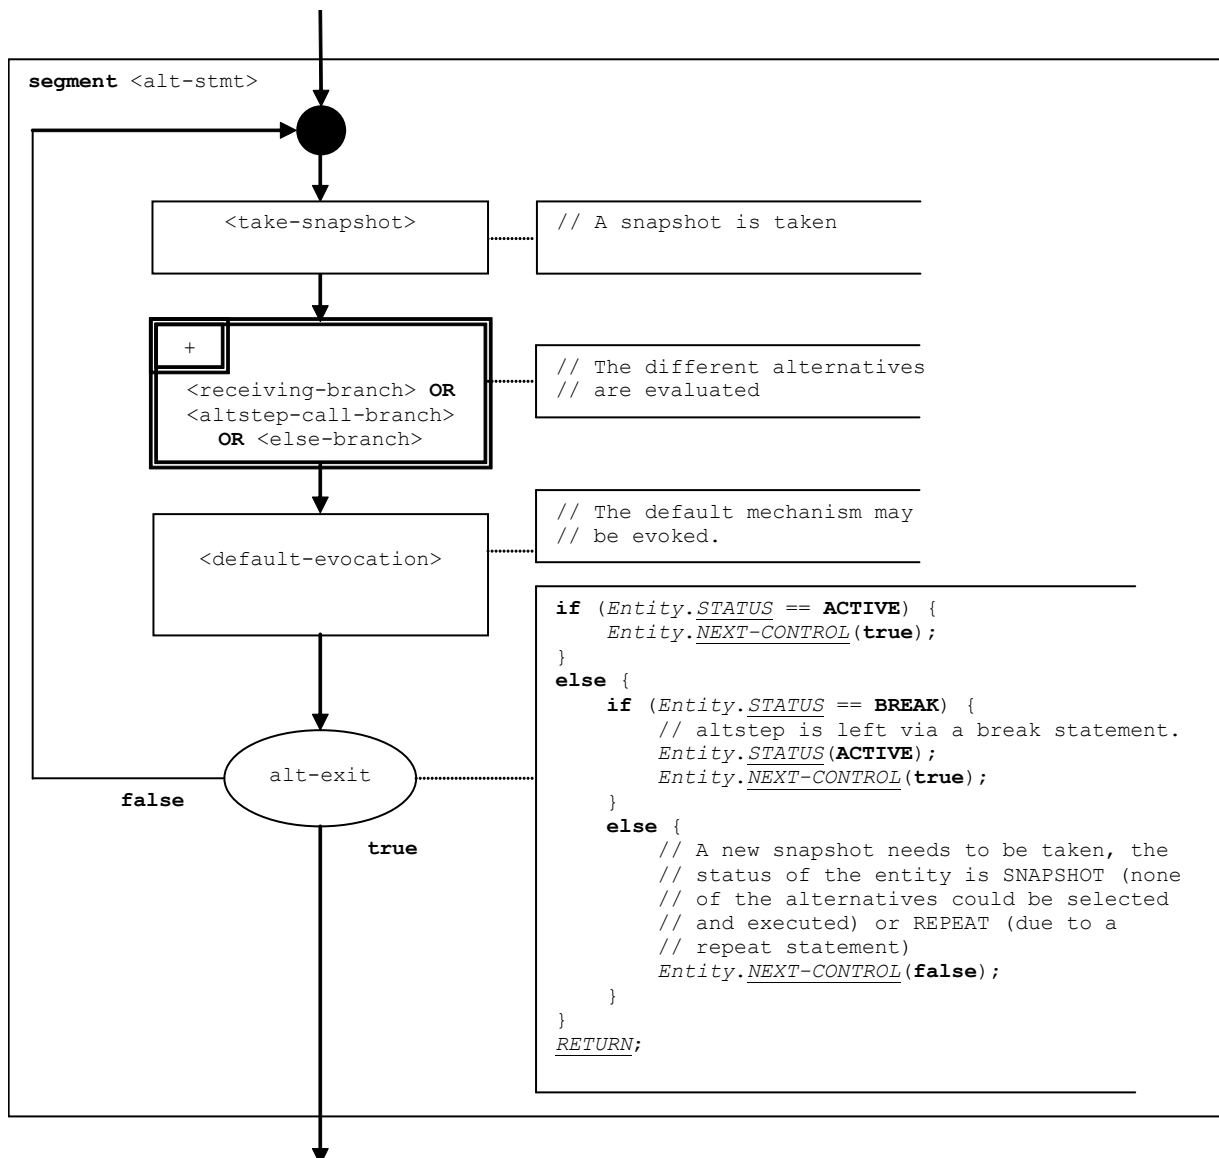 segment <alt-stmt>
<take-snapshot>
// A snapshot is taken
+
<receiving-branch> OR
<altstep-call-branch>
OR <else-branch>
// The different alternatives
// are evaluated
<default-evocation>
// The default mechanism may
// be evoked.
alt-exit
false
true
if (Entity.STATUS == ACTIVE) {
Entity.NEXT-CONTROL(true);
}
else {
if (Entity.STATUS == BREAK) {
// altstep is left via a break statement.
Entity.STATUS(ACTIVE);
Entity.NEXT-CONTROL(true);
}
else {
// A new snapshot needs to be taken, the
// status of the entity is SNAPSHOT (none
// of the alternatives could be selected
// and executed) or REPEAT (due to a
// repeat statement)
Entity.NEXT-CONTROL(false);
}
}
RETURN;